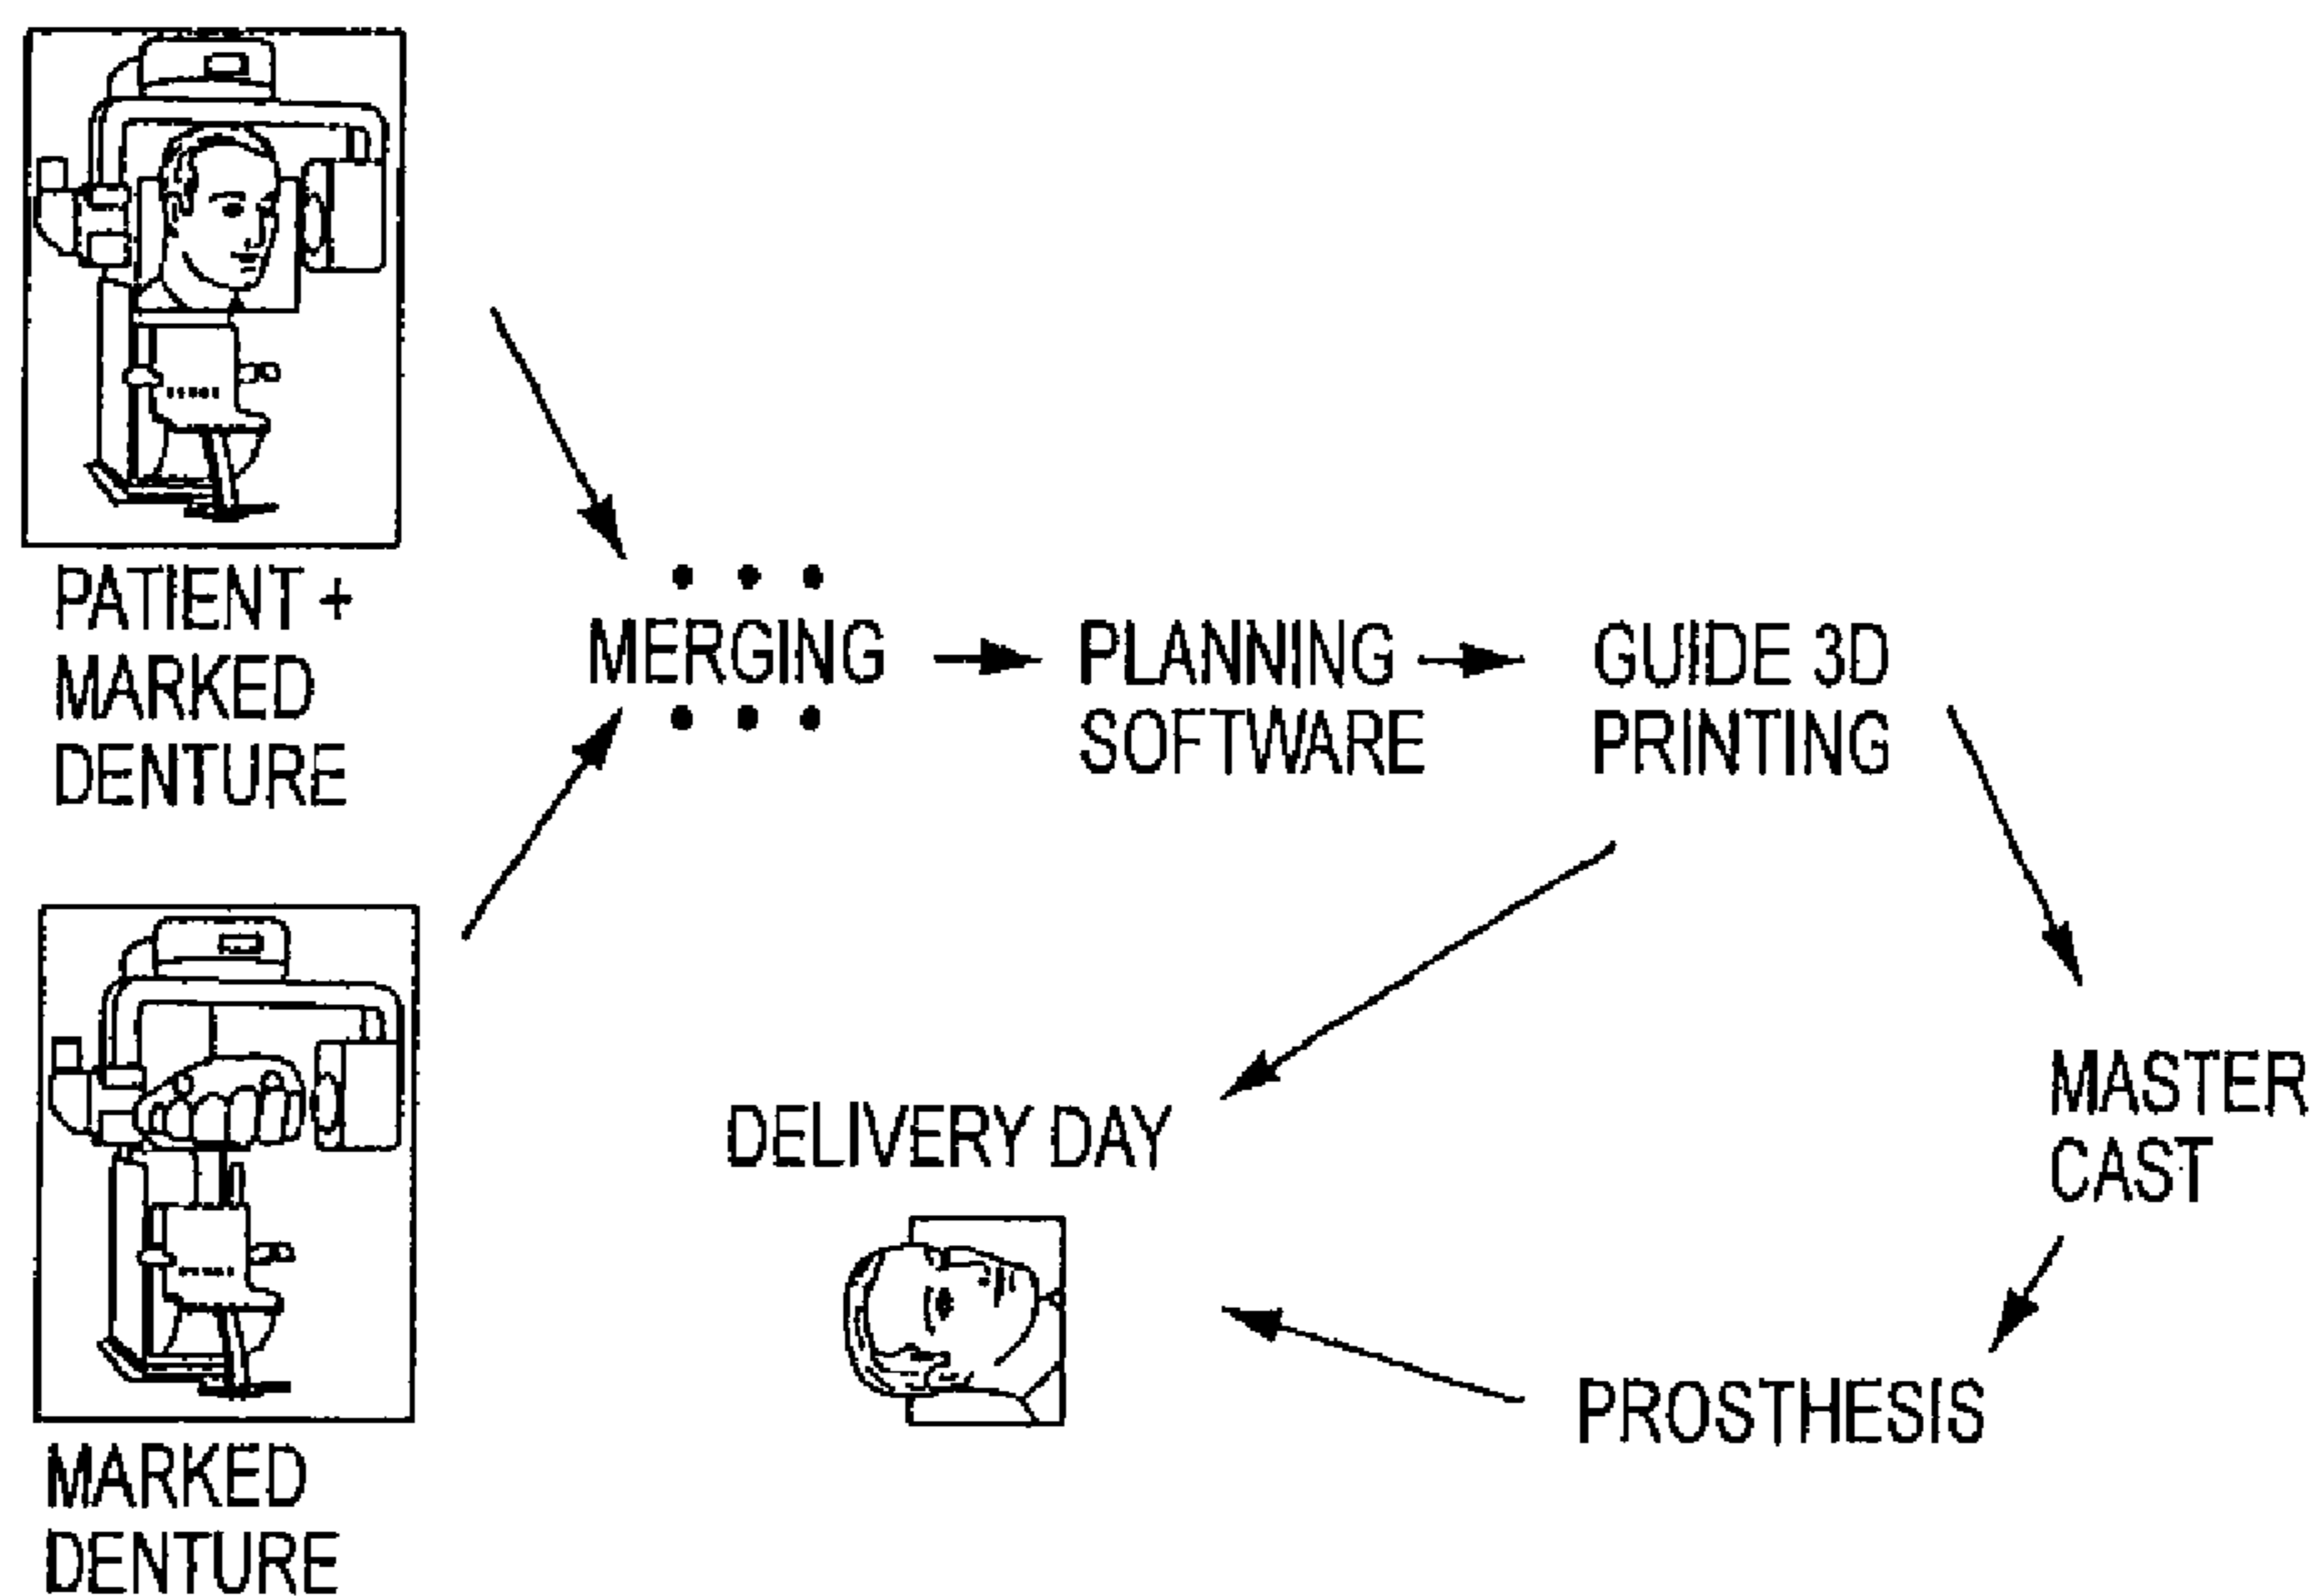 PATIENT +
MARKED
DENTURE
MERGING
PLANNING
SOFTWARE
GUIDE 3D
PRINTING
DELIVERY DAY
MASTER
CAST
PROSTHESIS
MARKED
DENTURE